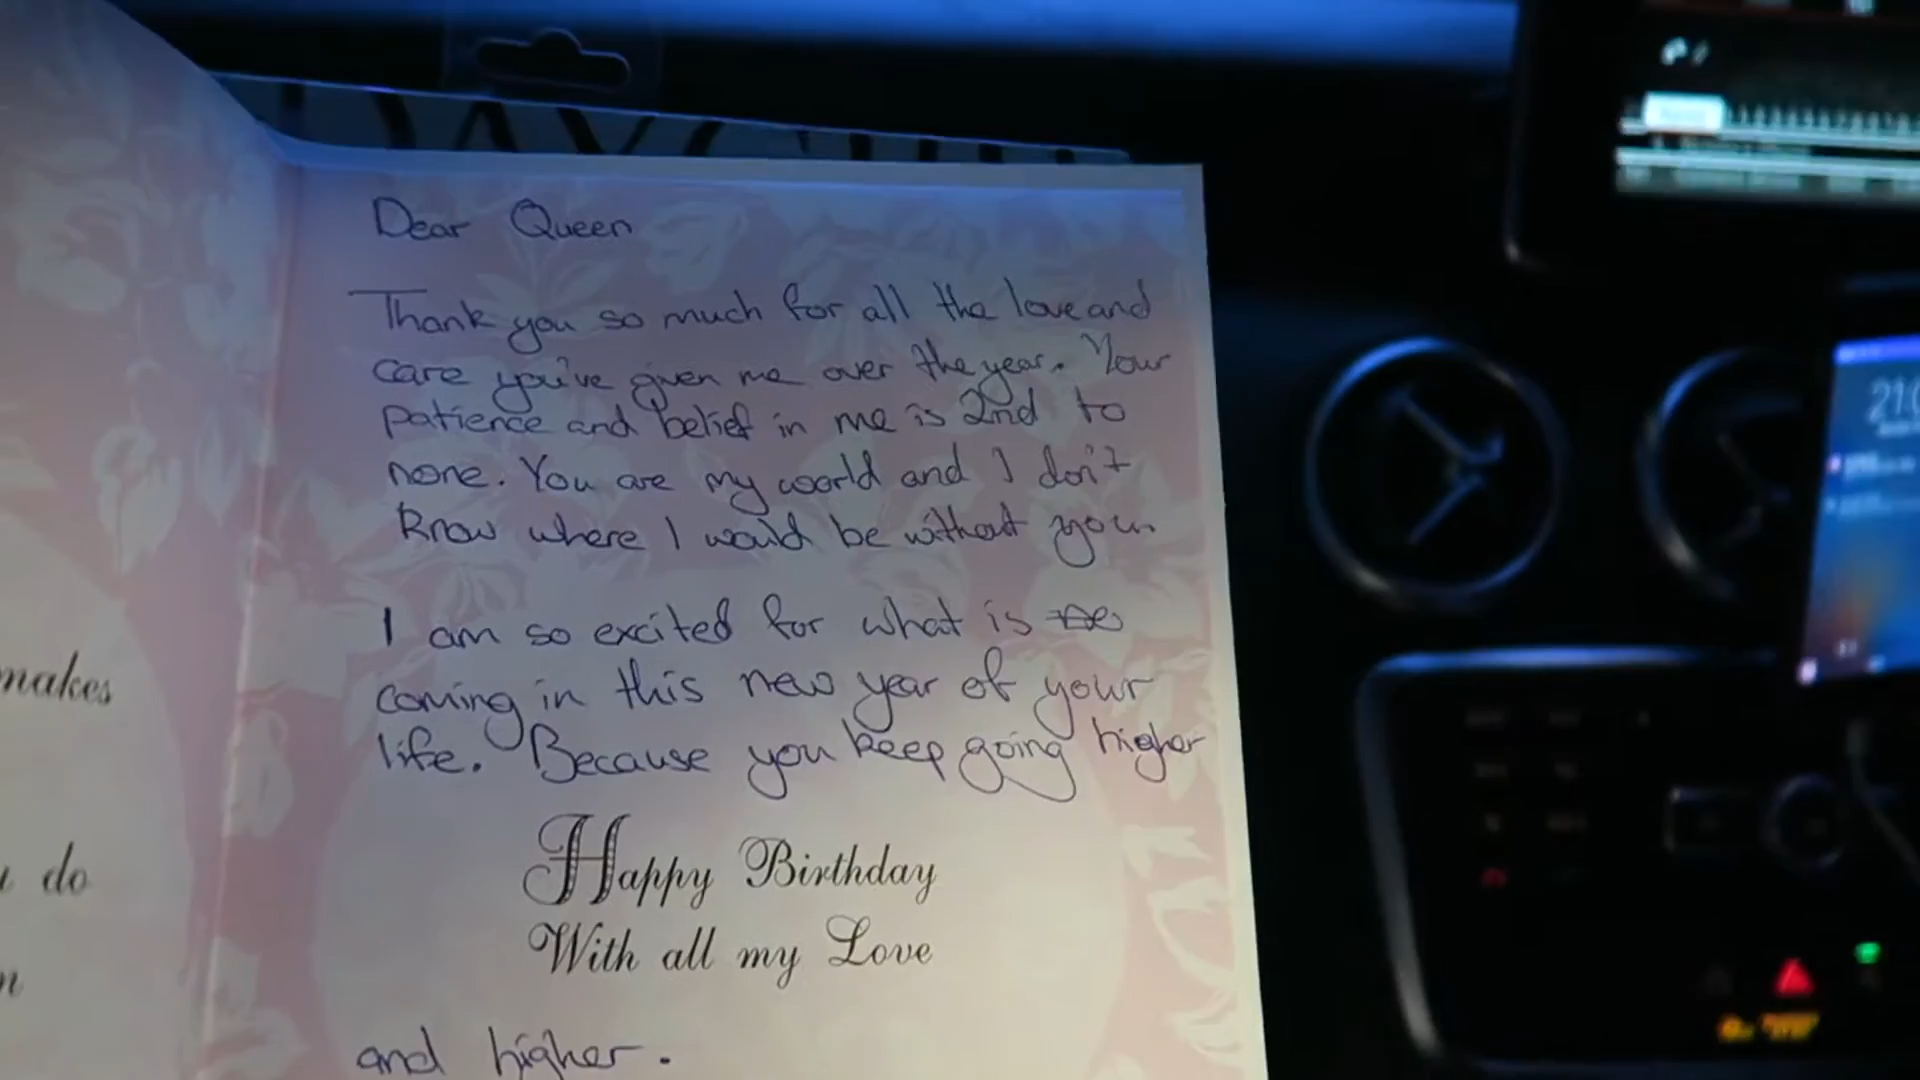 Dear Queen
Thank you so much for all the love and
care you've given me over the year. Your
patience and belief in me is 2nd to
none. You are my world and I don't
know where I would be without you.
I am so excited for what is
coming in this new year of your
life. Because you keep going higher
Happy Birthday
With all my Love
and higher.
makes
do